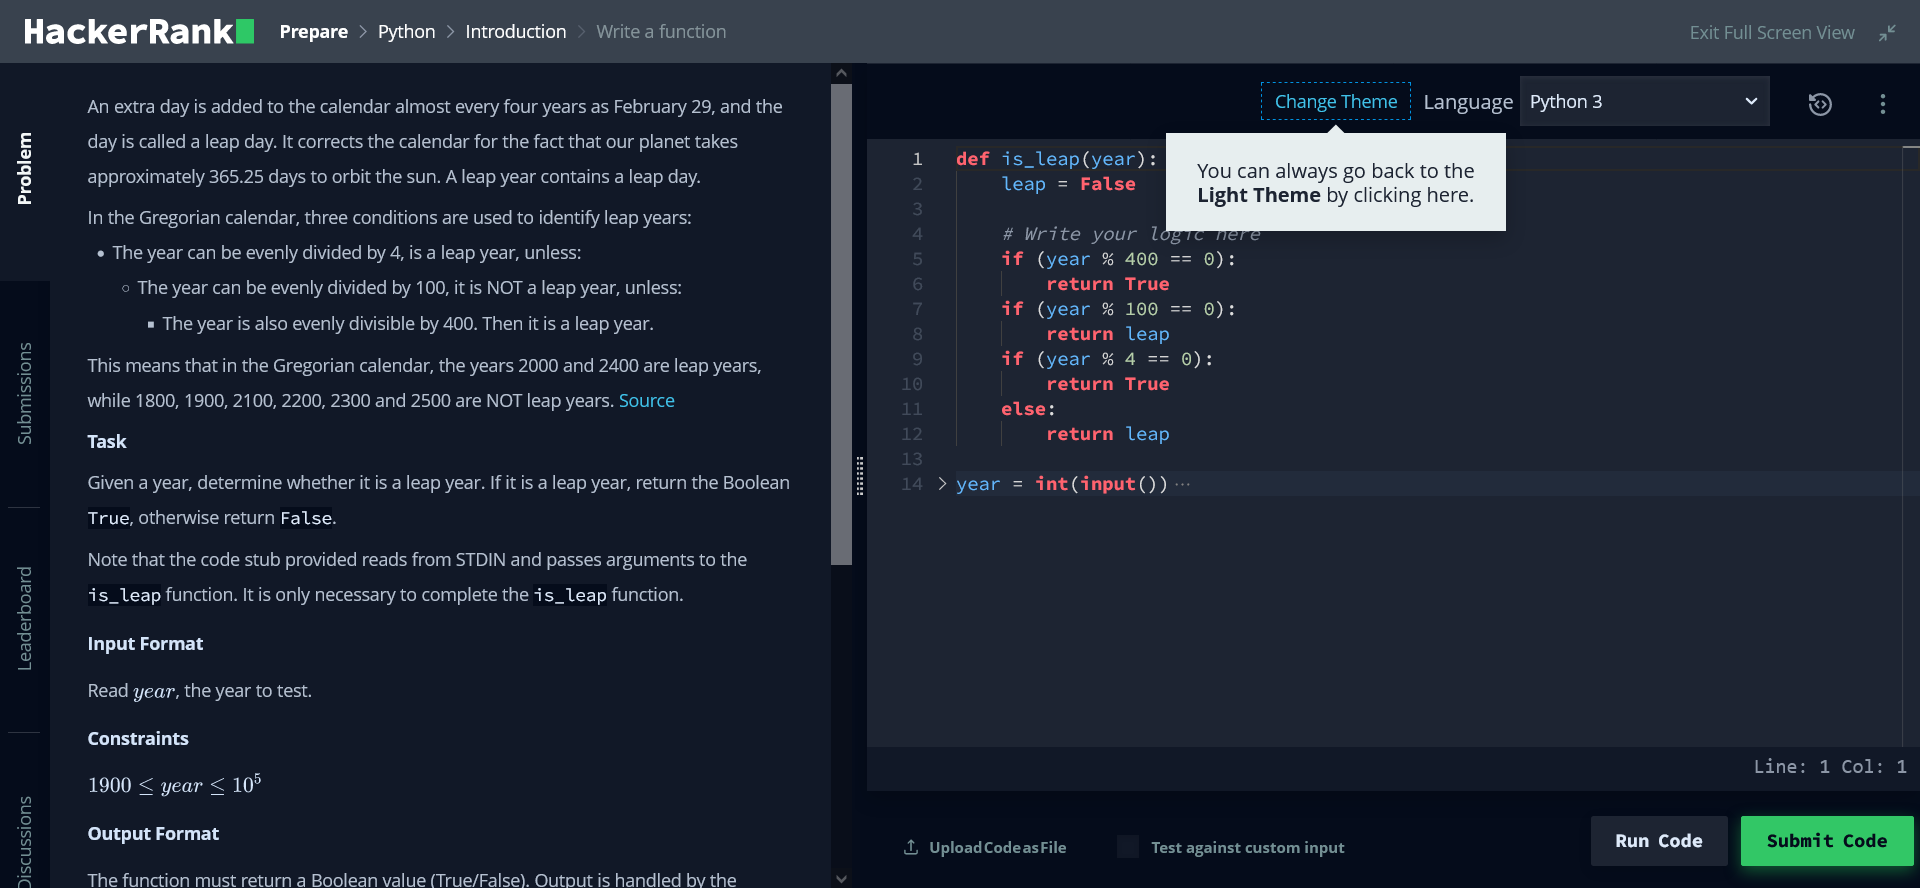 HackerRank Prepare > Python > Introduction > Write a function Exit Full Screen View
Problem
Submissions
Leaderboard
Discussions
An extra day is added to the calendar almost every four years as February 29, and the
day is called a leap day. It corrects the calendar for the fact that our planet takes
approximately 365.25 days to orbit the sun. A leap year contains a leap day.
In the Gregorian calendar, three conditions are used to identify leap years:
• The year can be evenly divided by 4, is a leap year, unless:
○ The year can be evenly divided by 100, it is NOT a leap year, unless:
▪ The year is also evenly divisible by 400. Then it is a leap year.
This means that in the Gregorian calendar, the years 2000 and 2400 are leap years,
while 1800, 1900, 2100, 2200, 2300 and 2500 are NOT leap years. Source
Task
Given a year, determine whether it is a leap year. If it is a leap year, return the Boolean
True, otherwise return False.
Note that the code stub provided reads from STDIN and passes arguments to the
is_leap function. It is only necessary to complete the is_leap function.
Input Format
Read year, the year to test.
Constraints
1900 ≤ year ≤ 10⁵
Output Format
The function must return a Boolean value (True/False). Output is handled by the
Change Theme Language Python 3
You can always go back to the
Light Theme by clicking here.
1 def is_leap(year):
2     leap = False
3
4     # Write your logic here
5     if (year % 400 == 0):
6         return True
7     if (year % 100 == 0):
8         return leap
9     if (year % 4 == 0):
10         return True
11     else:
12         return leap
13
14 > year = int(input()) ···
Line: 1 Col: 1
Upload Code as File Test against custom input Run Code Submit Code